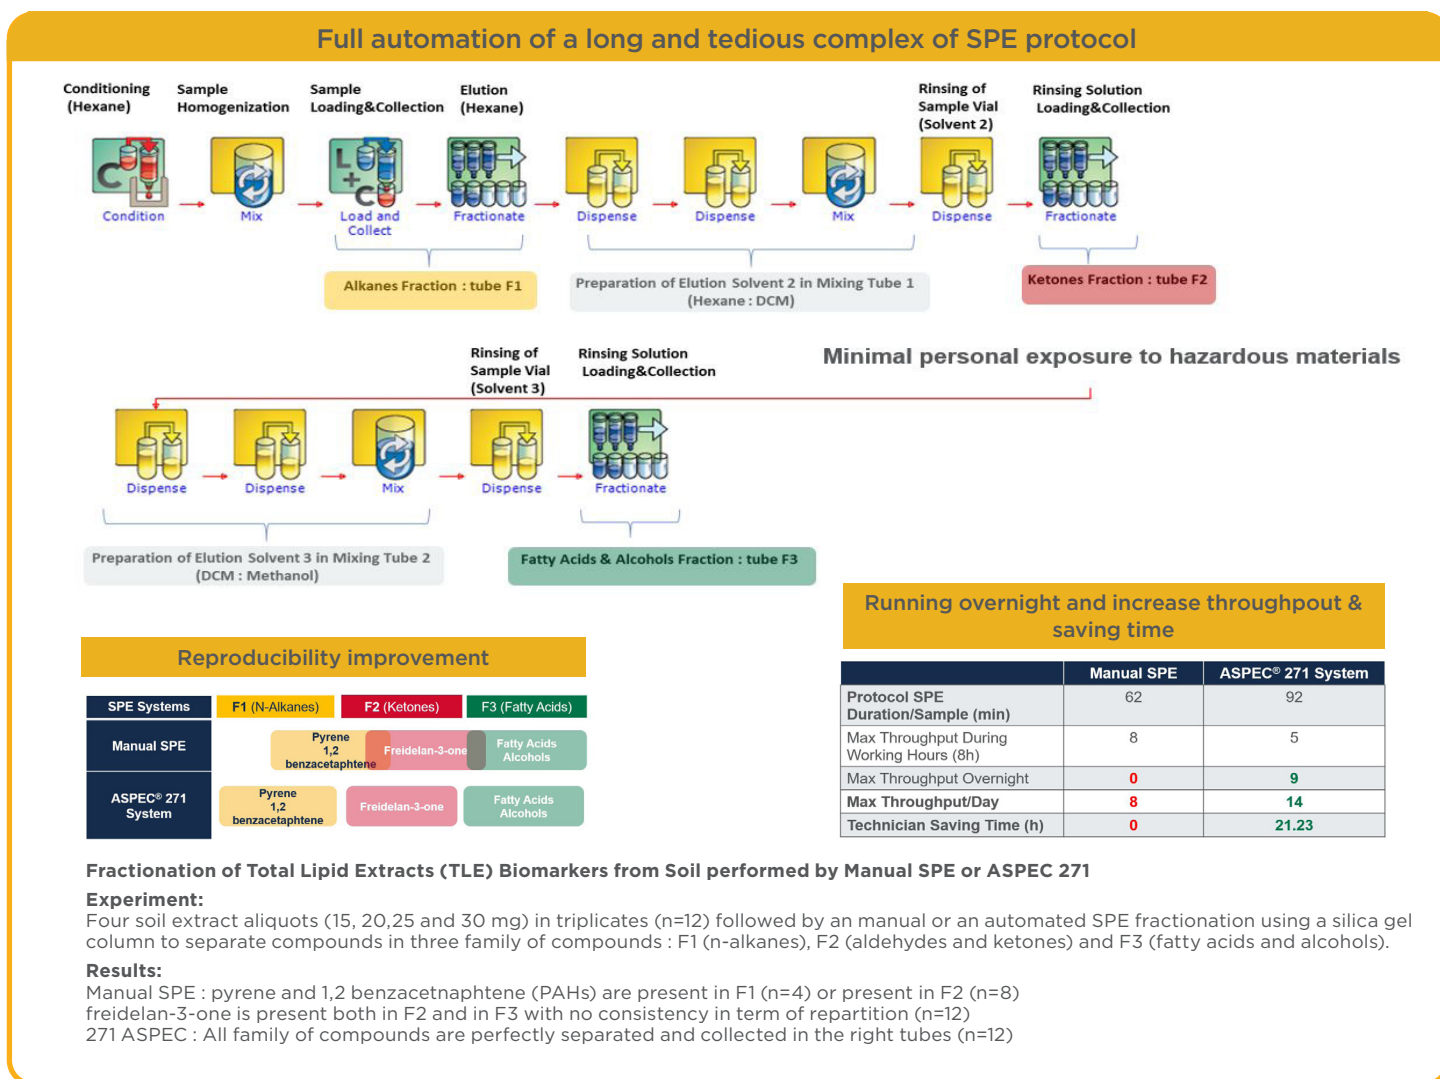 Full automation of a long and tedious complex of SPE protocol
Conditioning
(Hexane)
Sample
Homogenization
Sample
Loading&Collection
Elution
(Hexane)
Rinsing of
Sample Vial
(Solvent 2)
Rinsing Solution
Loading&Collection
C
L
+C
Condition
Mix
Load and
Collect
Fractionate
Dispense
Dispense
Mix
Dispense
Fractionate
Alkanes Fraction : tube F1
Preparation of Elution Solvent 2 in Mixing Tube 1
(Hexane : DCM)
Ketones Fraction : tube F2
Rinsing of
Sample Vial
(Solvent 3)
Rinsing Solution
Loading&Collection
Minimal personal exposure to hazardous materials
Dispense
Dispense
Mix
Dispense
Fractionate
Preparation of Elution Solvent 3 in Mixing Tube 2
(DCM : Methanol)
Fatty Acids & Alcohols Fraction : tube F3
Reproducibility improvement
SPE Systems F1 (N-Alkanes) F2 (Ketones) F3 (Fatty Acids)
Manual SPE
Pyrene
1,2
benzacetaphtene
Freidelan-3-one
Fatty Acids
Alcohols
ASPEC® 271
System
Pyrene
1,2
benzacetaphtene
Freidelan-3-one
Fatty Acids
Alcohols
Running overnight and increase throughpout &
saving time
Manual SPE ASPEC® 271 System
Protocol SPE
Duration/Sample (min) 62 92
Max Throughput During
Working Hours (8h) 8 5
Max Throughput Overnight 0 9
Max Throughput/Day 8 14
Technician Saving Time (h) 0 21.23
Fractionation of Total Lipid Extracts (TLE) Biomarkers from Soil performed by Manual SPE or ASPEC 271
Experiment:
Four soil extract aliquots (15, 20,25 and 30 mg) in triplicates (n=12) followed by an manual or an automated SPE fractionation using a silica gel
column to separate compounds in three family of compounds : F1 (n-alkanes), F2 (aldehydes and ketones) and F3 (fatty acids and alcohols).
Results:
Manual SPE : pyrene and 1,2 benzacetnaphtene (PAHs) are present in F1 (n=4) or present in F2 (n=8)
freidelan-3-one is present both in F2 and in F3 with no consistency in term of repartition (n=12)
271 ASPEC : All family of compounds are perfectly separated and collected in the right tubes (n=12)